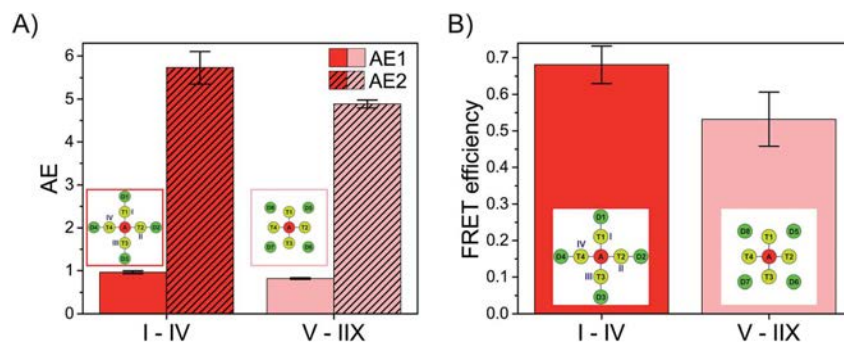 A)
AE
6
5
4
3
2
1
0
AE1
AE2
D1
T1 I
IV
D4 T4 A T2 D2
II
III T3
D3
D8 D5
T1
T4 A T2
T3
D7 D6
I - IV
V - IIX
B)
FRET efficiency
0.7
0.6
0.5
0.4
0.3
0.2
0.1
0.0
D1
T1 I
IV
D4 T4 A T2 D2
II
III T3
D3
D8 D5
T1
T4 A T2
T3
D7 D6
I - IV
V - IIX